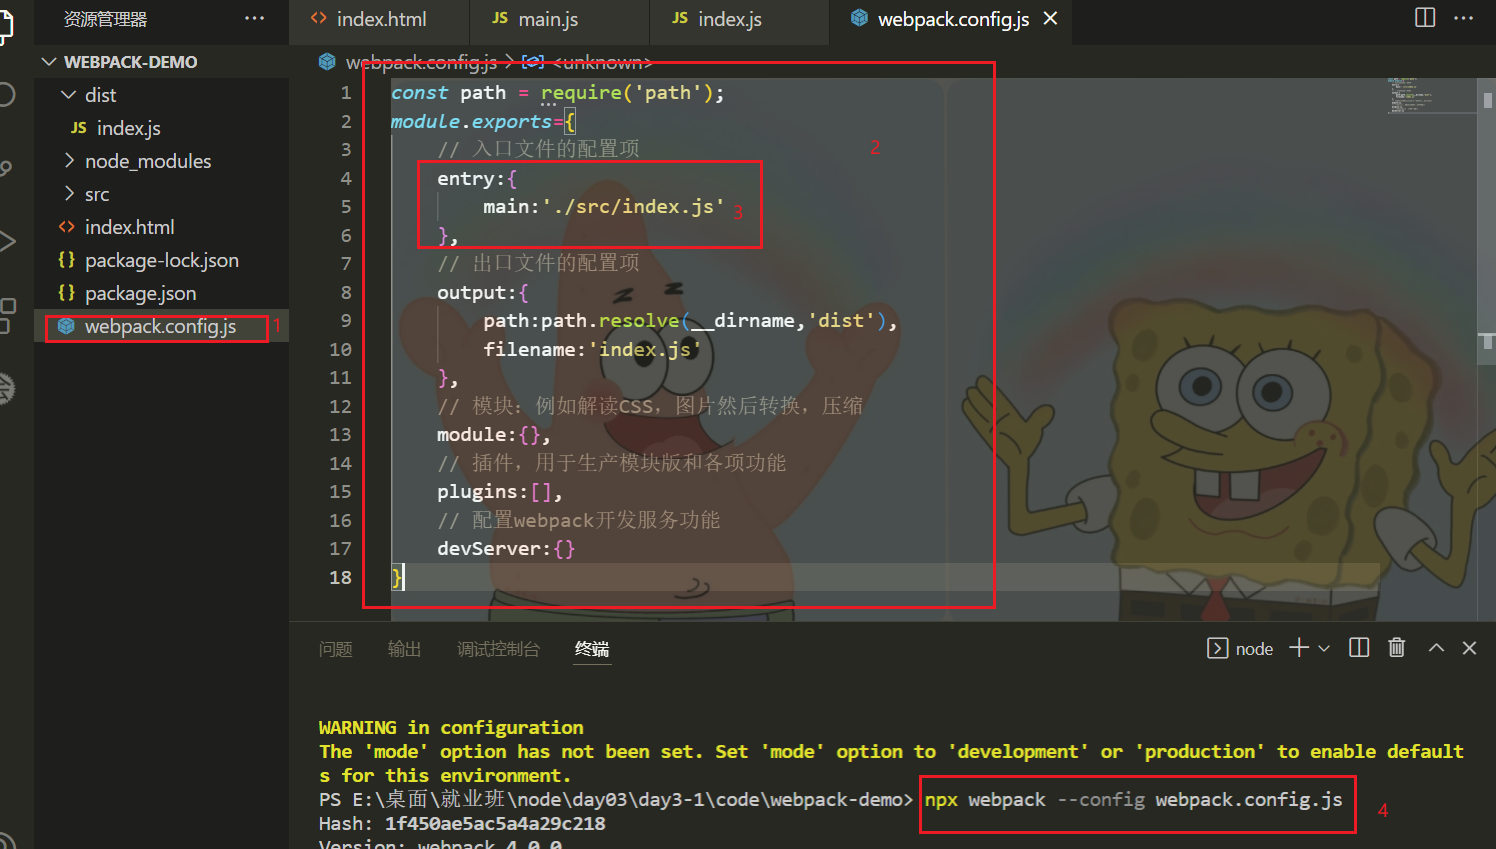 资源管理器 ···
index.html
JS main.js
JS index.js
webpack.config.js
WEBPACK-DEMO
dist
JS index.js
node_modules
src
index.html
{} package-lock.json
{} package.json
webpack.config.js 1
webpack.config.js > <unknown>
1 const path = require('path');
2 module.exports={
3 // 入口文件的配置项 2
4 entry:{
5 main:'./src/index.js' 3
6 },
7 // 出口文件的配置项
8 output:{
9 path:path.resolve(__dirname,'dist'),
10 filename:'index.js'
11 },
12 // 模块：例如解读CSS，图片然后转换，压缩
13 module:{},
14 // 插件，用于生产模块版和各项功能
15 plugins:[],
16 // 配置webpack开发服务功能
17 devServer:{}
18 }
问题 输出 调试控制台 终端 node
WARNING in configuration
The 'mode' option has not been set. Set 'mode' option to 'development' or 'production' to enable default
s for this environment.
PS E:\桌面\就业班\node\day03\day3-1\code\webpack-demo> npx webpack --config webpack.config.js 4
Hash: 1f450ae5ac5a4a29c218
Version: webpack 4.0.0